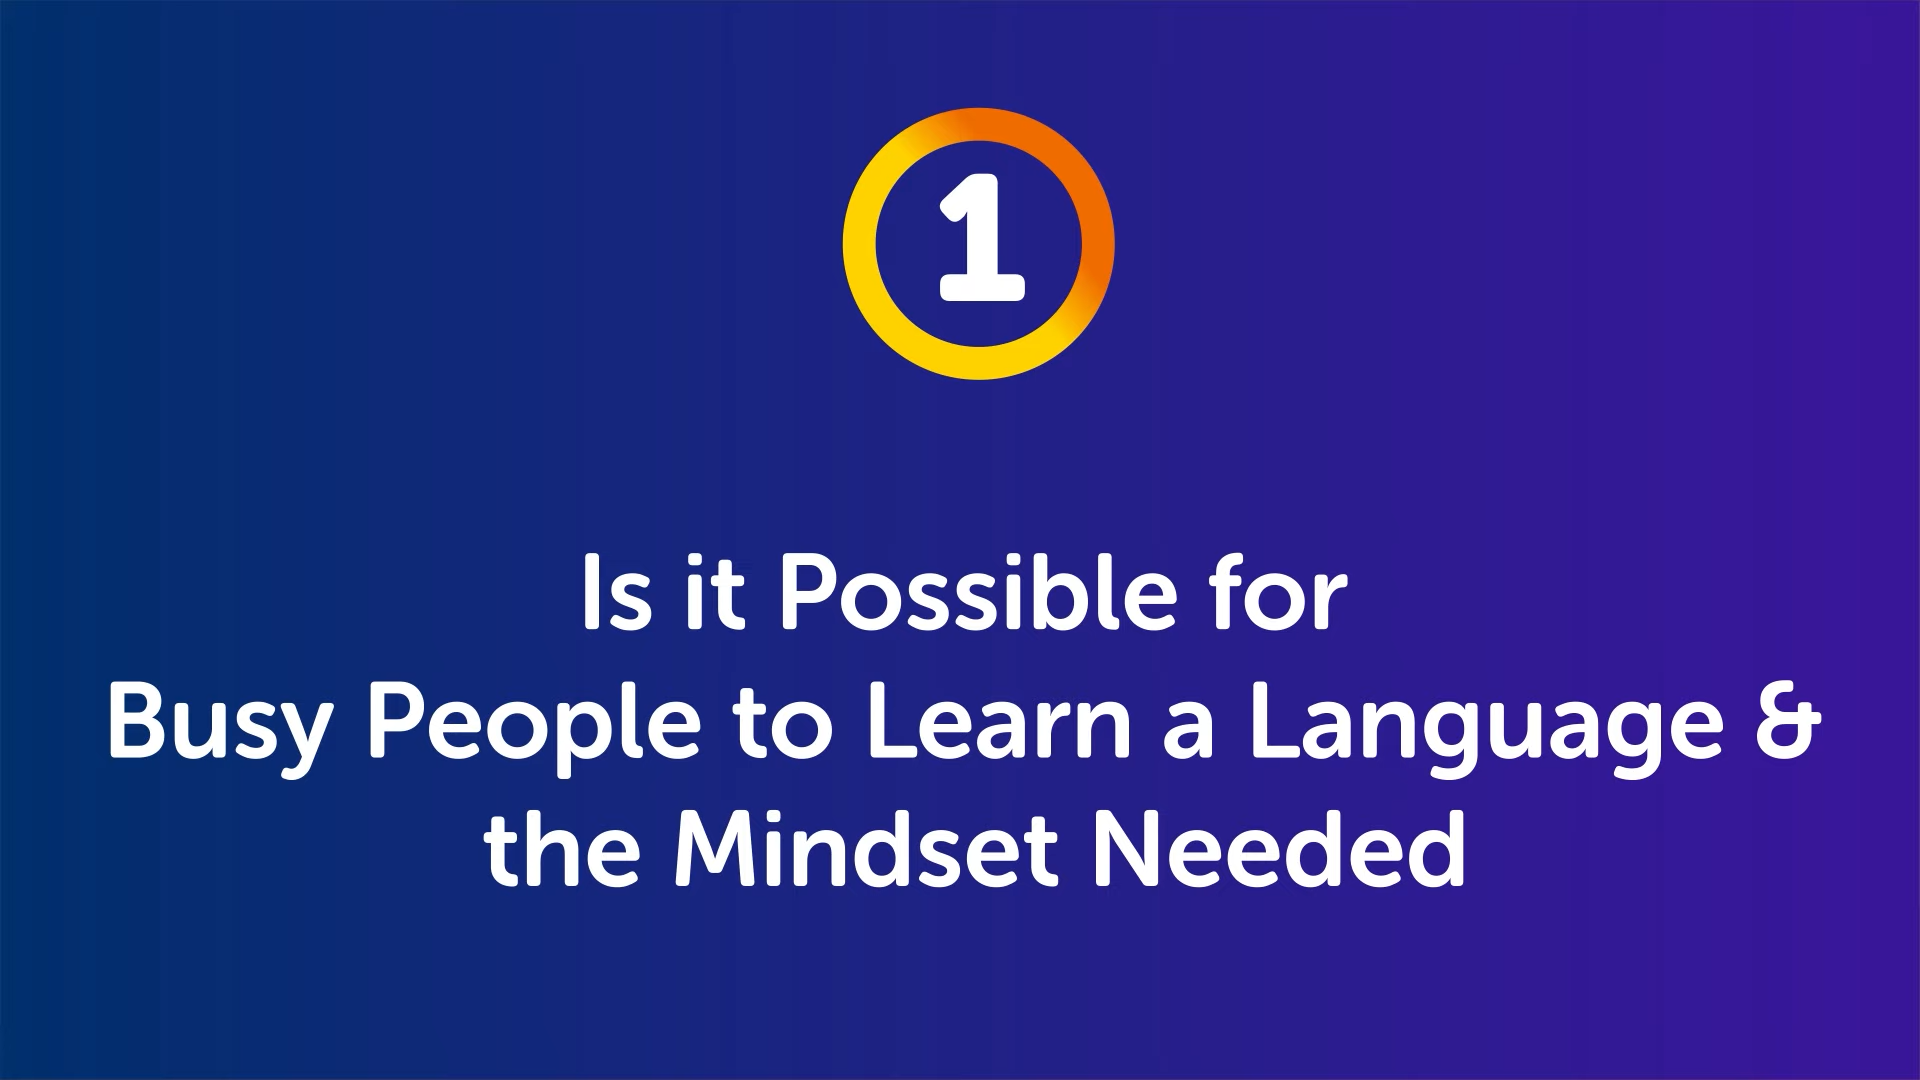 1
Is it Possible for
Busy People to Learn a Language &
the Mindset Needed